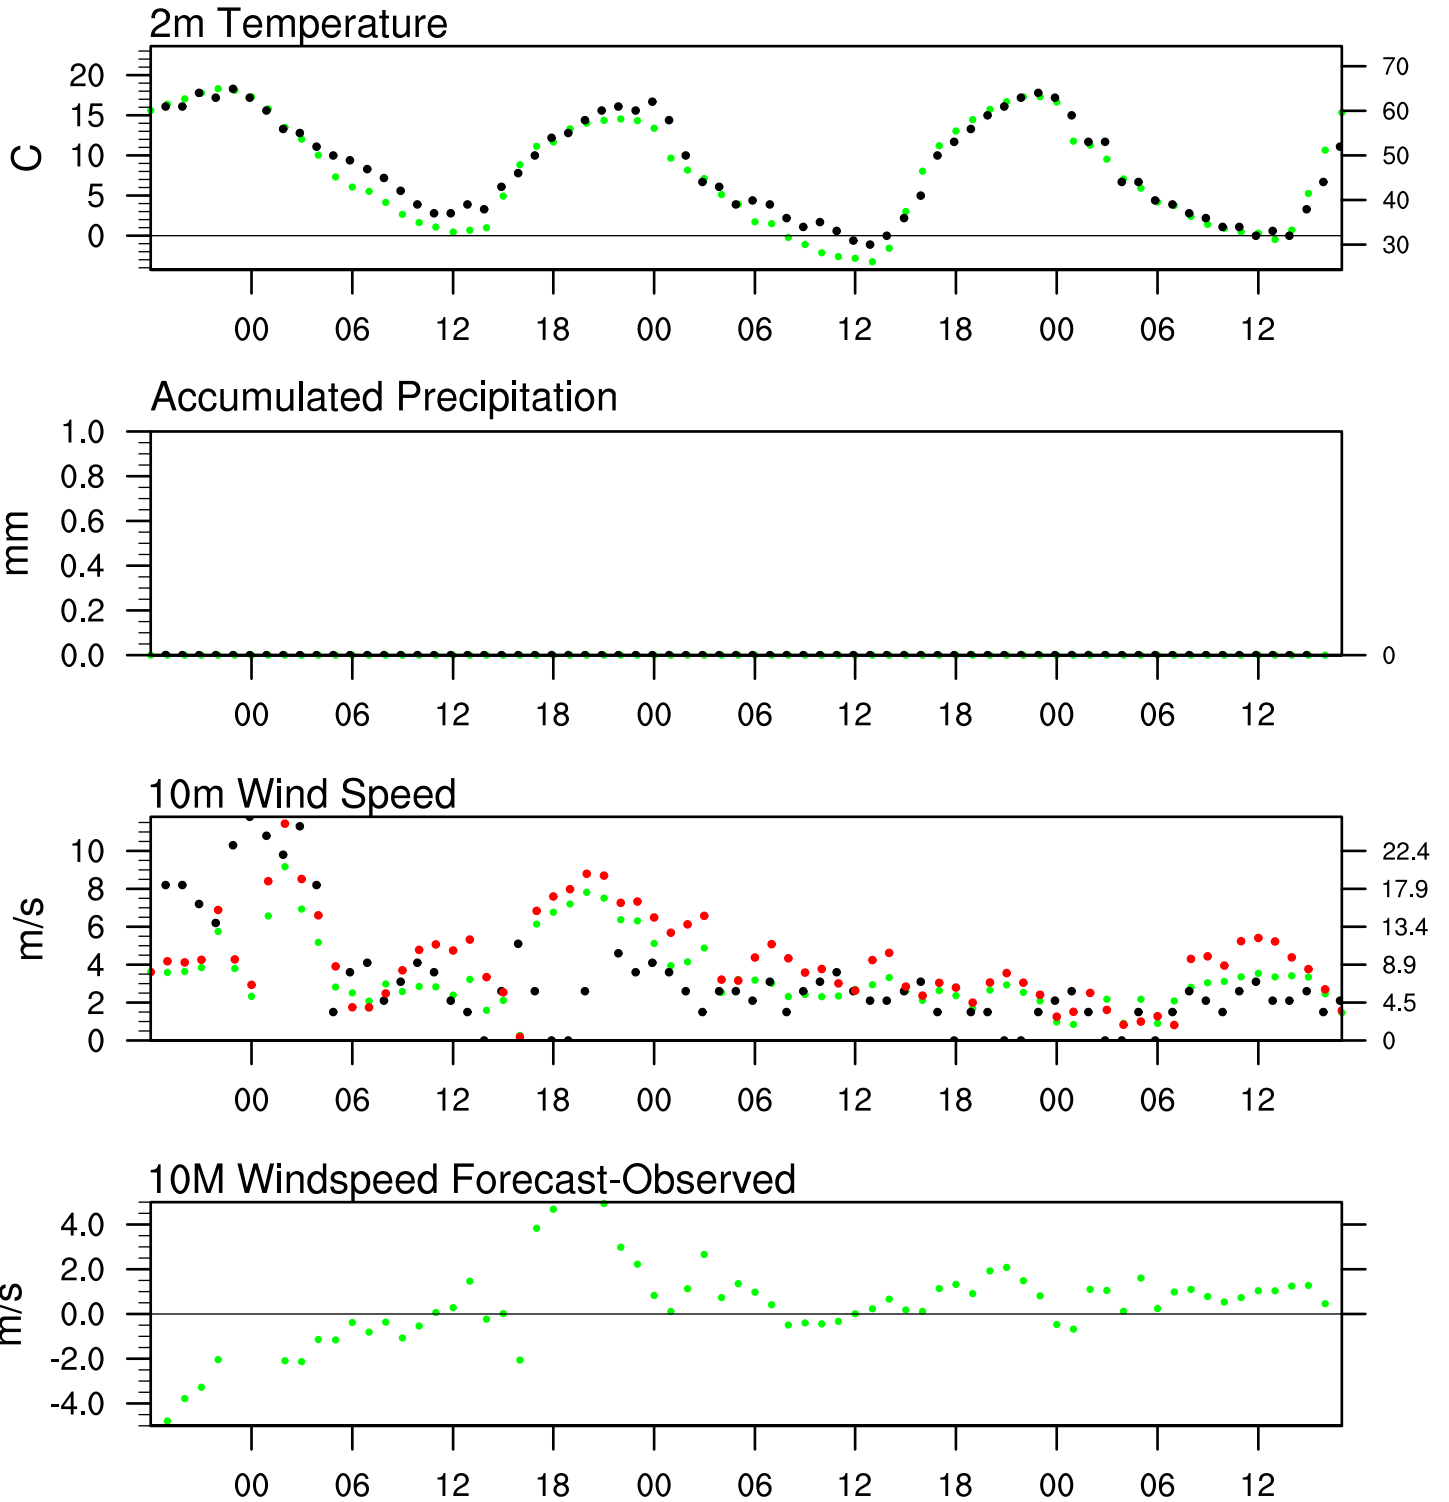 2m Temperature
20
15
10
5
0
C
70
60
50
40
30
00 06 12 18 00 06 12 18 00 06 12
Accumulated Precipitation
1.0
0.8
0.6
0.4
0.2
0.0
mm
0
00 06 12 18 00 06 12 18 00 06 12
10m Wind Speed
10
8
6
4
2
0
m/s
22.4
17.9
13.4
8.9
4.5
0
00 06 12 18 00 06 12 18 00 06 12
10M Windspeed Forecast-Observed
4.0
2.0
0.0
-2.0
-4.0
m/s
00 06 12 18 00 06 12 18 00 06 12